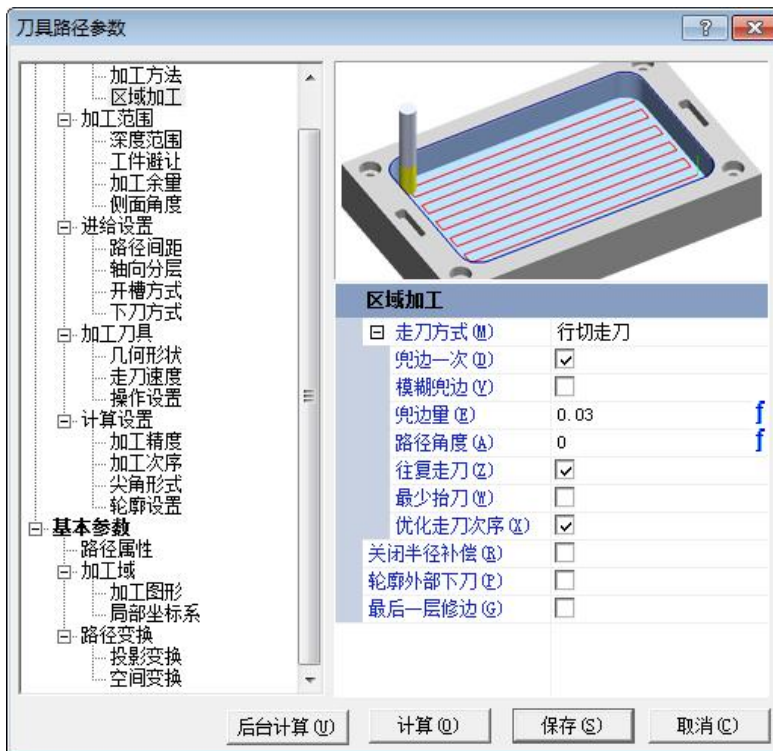 刀具路径参数
加工方法
区域加工
加工范围
深度范围
工件避让
加工余量
侧面角度
进给设置
路径间距
轴向分层
开槽方式
下刀方式
加工刀具
几何形状
走刀速度
操作设置
计算设置
加工精度
加工次序
尖角形式
轮廓设置
基本参数
路径属性
加工域
加工图形
局部坐标系
路径变换
投影变换
空间变换
区域加工
走刀方式(M) 行切走刀
兜边一次(D)
模糊兜边(V)
兜边量(E) 0.03 f
路径角度(A) 0 f
往复走刀(Z)
最少抬刀(W)
优化走刀次序(X)
关闭半径补偿(R)
轮廓外部下刀(P)
最后一层修边(G)
后台计算(U) 计算(O) 保存(S) 取消(C)